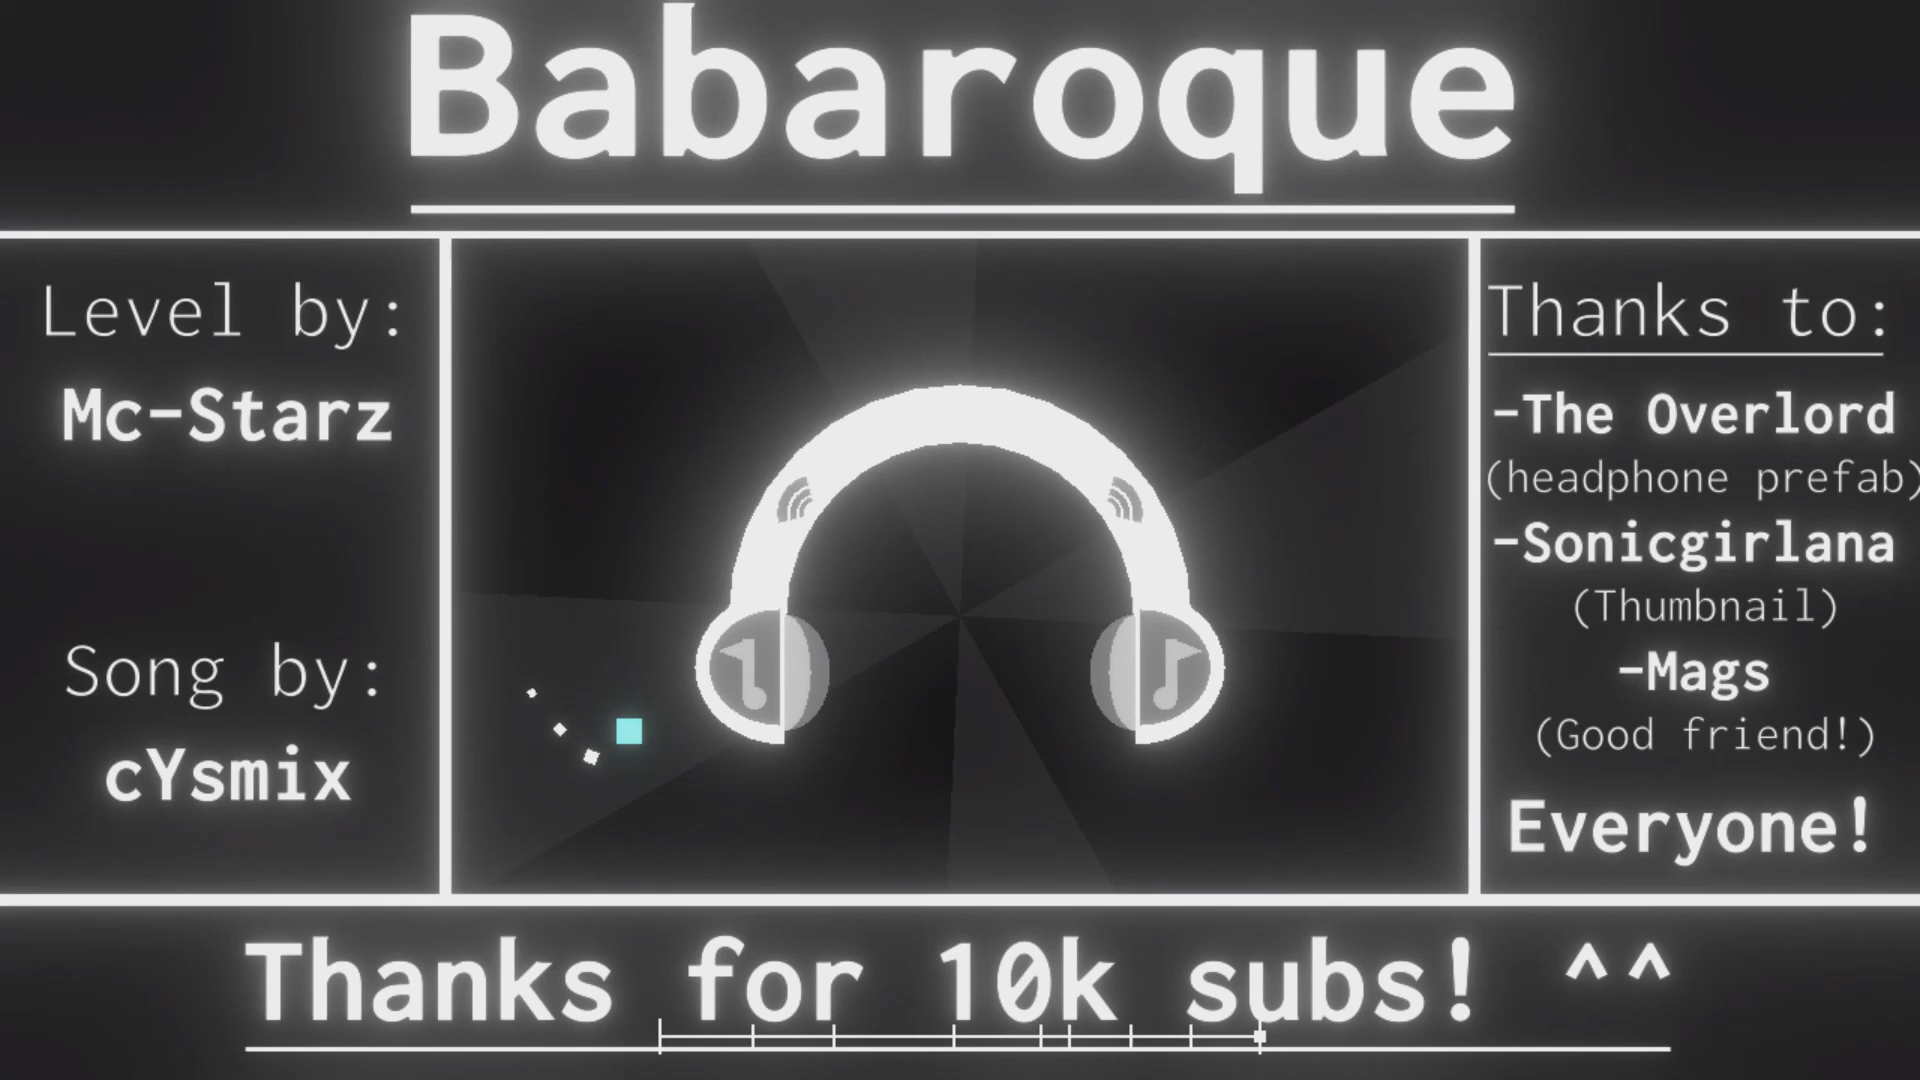 Babaroque
Level by:
Mc-Starz
Song by:
cYsmix
Thanks to:
-The Overlord
(headphone prefab)
-Sonicgirlana
(Thumbnail)
-Mags
(Good friend!)
Everyone!
Thanks for 10k subs! ^^